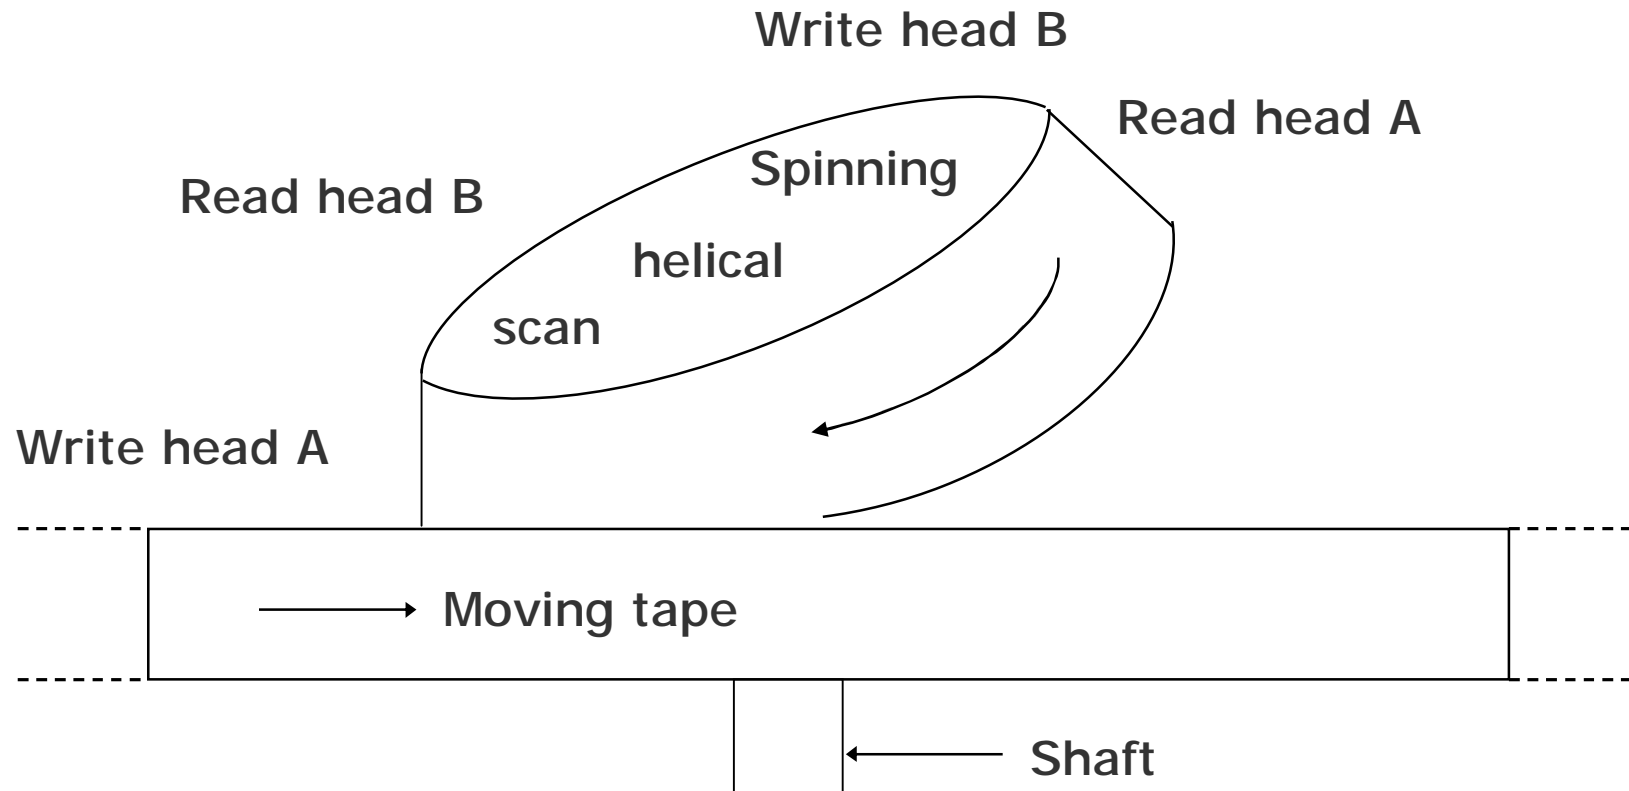 Write head B
Read head A
Spinning
Read head B
helical
scan
Write head A
Moving tape
Shaft